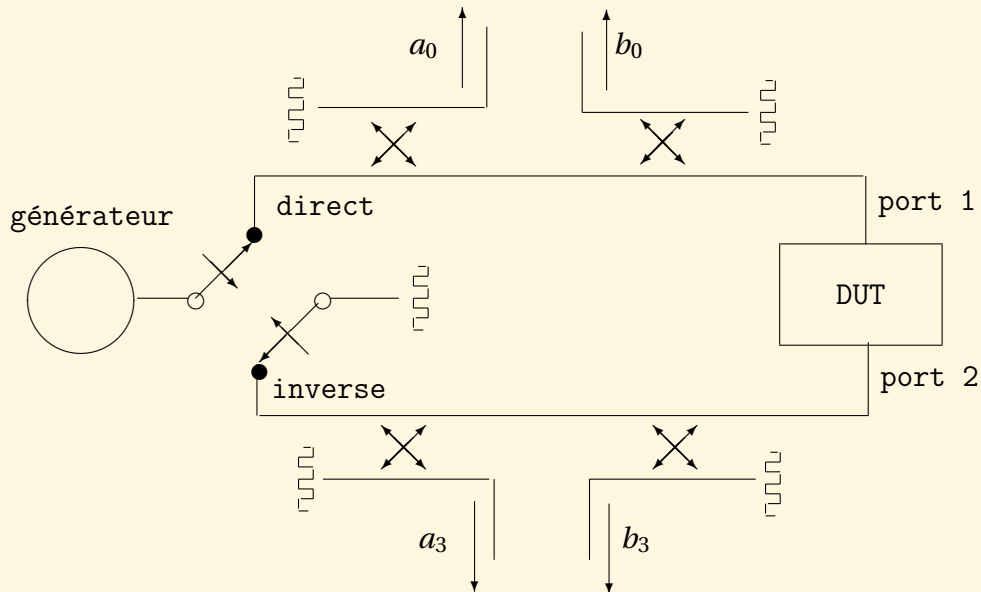 a₀
b₀
port 1
direct
générateur
DUT
port 2
inverse
a₃
b₃